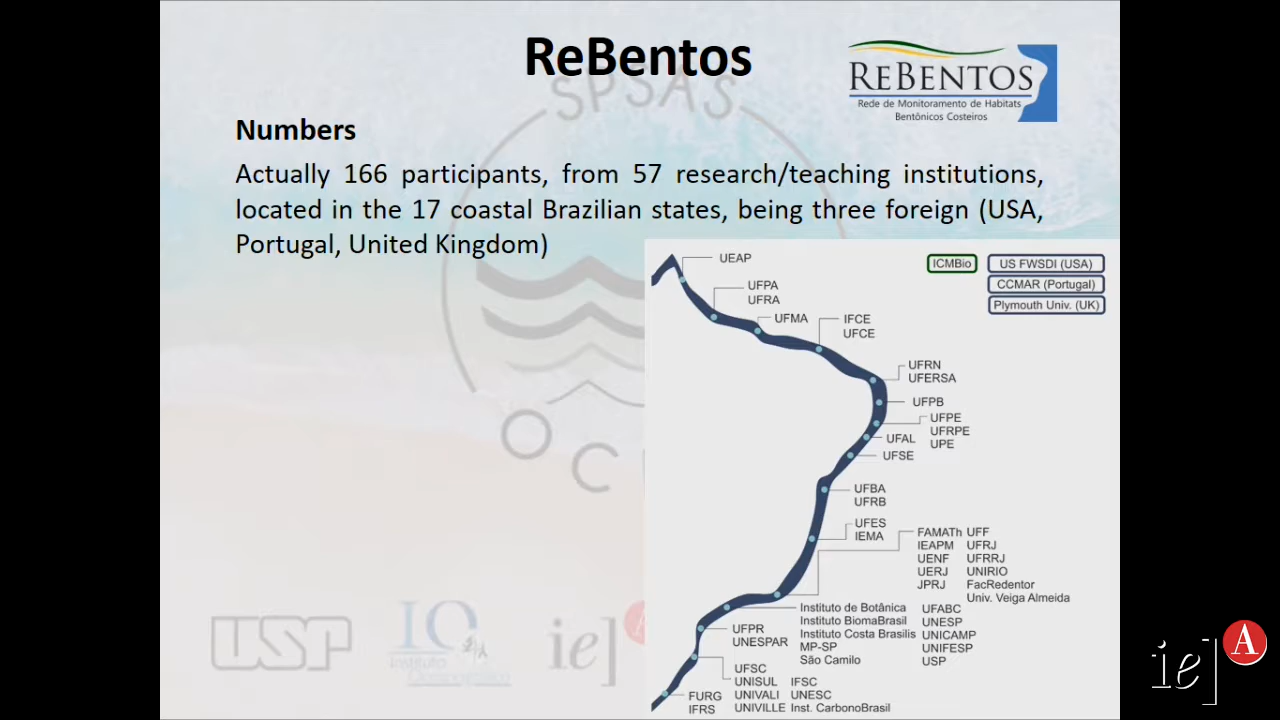 ReBentos
REBENTOS
Rede de Monitoramento de Habitats
Bentônicos Costeiros
SPSAS
Numbers
Actually 166 participants, from 57 research/teaching institutions,
located in the 17 coastal Brazilian states, being three foreign (USA,
Portugal, United Kingdom)
UEAP
ICMBio
US FWSDI (USA)
CCMAR (Portugal)
Plymouth Univ. (UK)
UFPA
UFRA
UFMA
IFCE
UFCE
UFRN
UFERSA
UFPB
UFPE
UFRPE
UPE
UFAL
UFSE
UFBA
UFRB
UFES
IEMA
FAMATh UFF
IEAPM UFRJ
UENF UFRRJ
UERJ UNIRIO
JPRJ FacRedentor
Univ. Veiga Almeida
Instituto de Botânica UFABC
Instituto BiomaBrasil UNESP
Instituto Costa Brasilis UNICAMP
MP-SP UNIFESP
São Camilo USP
UFPR
UNESPAR
UFSC
UNISUL IFSC
UNIVALI UNESC
UNIVILLE Inst. CarbonoBrasil
FURG
IFRS
O C
USP
IO
Instituto
Oceanográfico
ie]
iea]
A